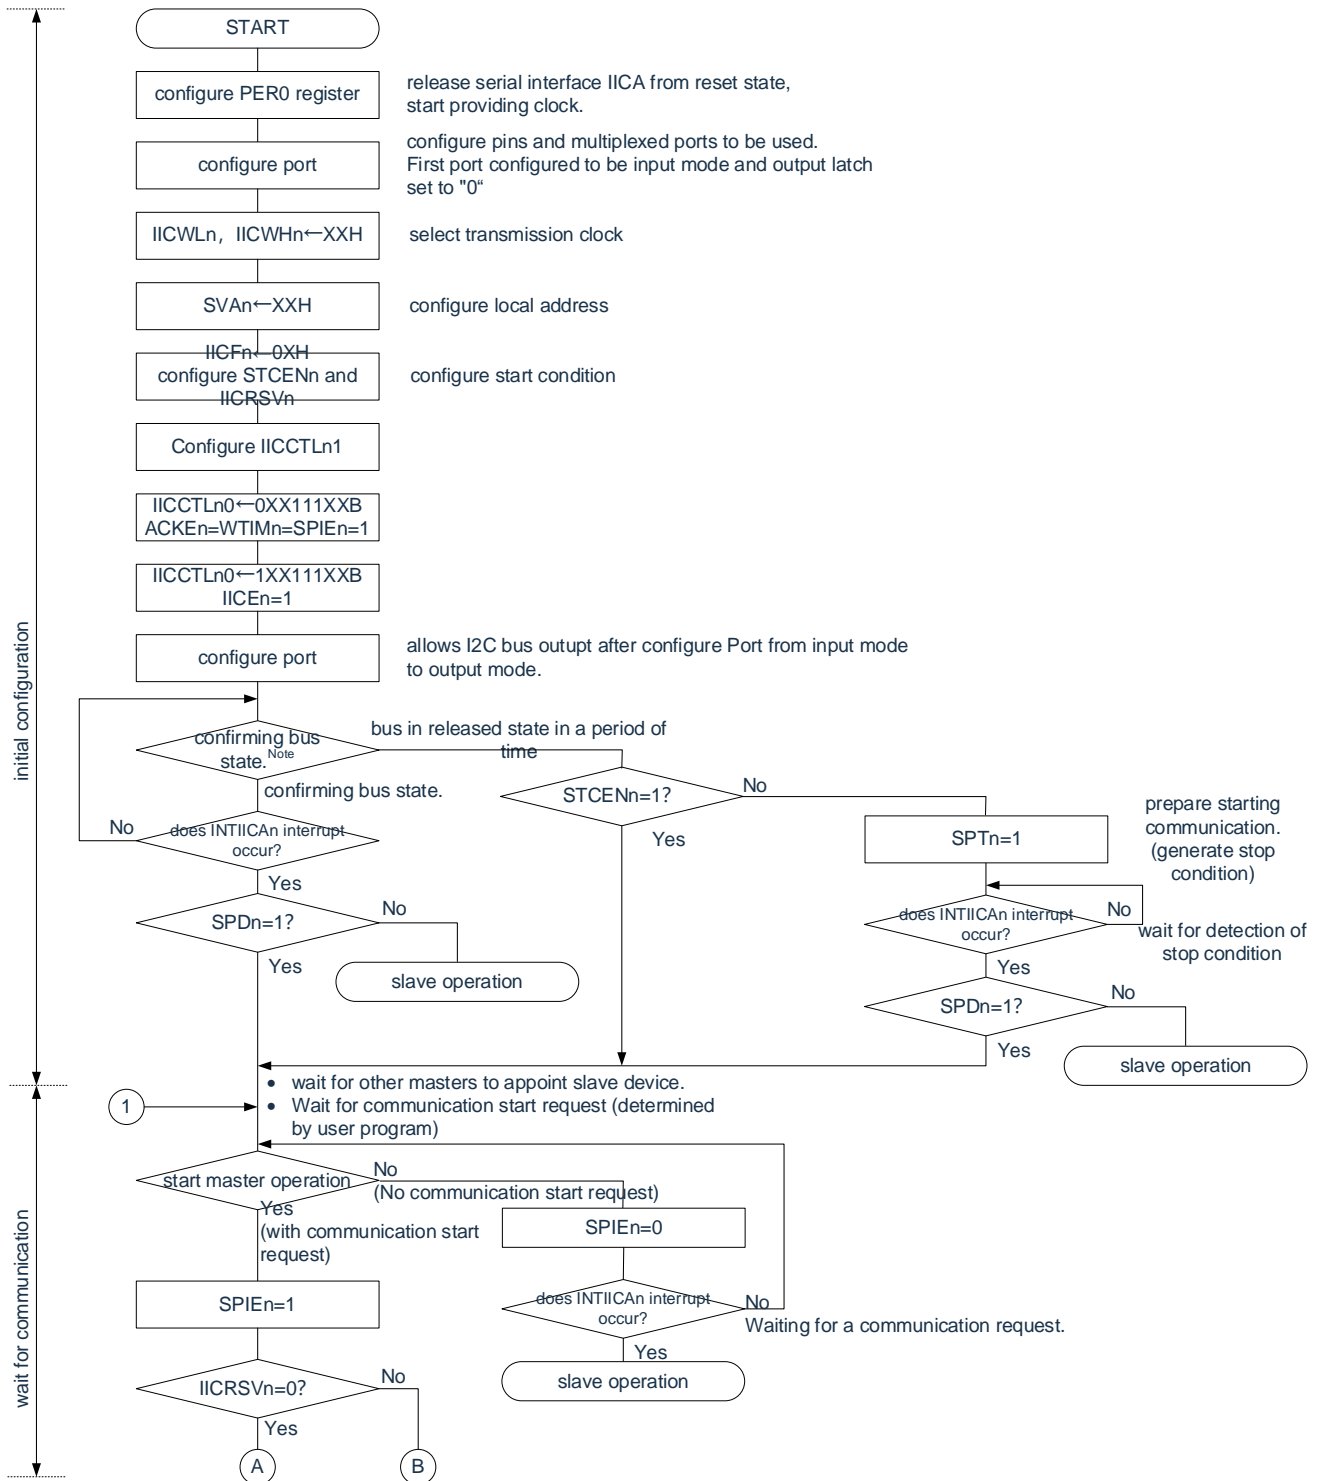 START
configure PER0 register
release serial interface IICA from reset state,
start providing clock.
configure port
configure pins and multiplexed ports to be used.
First port configured to be input mode and output latch
set to "0“
IICWLn，IICWHn←XXH
select transmission clock
SVAn←XXH
configure local address
IICFn←0XH
configure STCENn and
IICRSVn
configure start condition
Configure IICCTLn1
IICCTLn0←0XX111XXB
ACKEn=WTIMn=SPIEn=1
IICCTLn0←1XX111XXB
IICEn=1
configure port
allows I2C bus outupt after configure Port from input mode
to output mode.
initial configuration
confirming bus
state.Note
bus in released state in a period of
time
confirming bus state.
STCENn=1?
No
Yes
prepare starting
communication.
(generate stop
condition)
SPTn=1
No
does INTIICAn interrupt
occur?
Yes
does INTIICAn interrupt
occur?
No
wait for detection of
stop condition
Yes
SPDn=1?
No
Yes
slave operation
SPDn=1?
No
Yes
slave operation
• wait for other masters to appoint slave device.
• Wait for communication start request (determined
by user program)
1
wait for communication
start master operation
No
(No communication start request)
Yes
(with communication start
request)
SPIEn=0
SPIEn=1
does INTIICAn interrupt
occur?
No
Waiting for a communication request.
Yes
slave operation
IICRSVn=0?
No
Yes
A
B